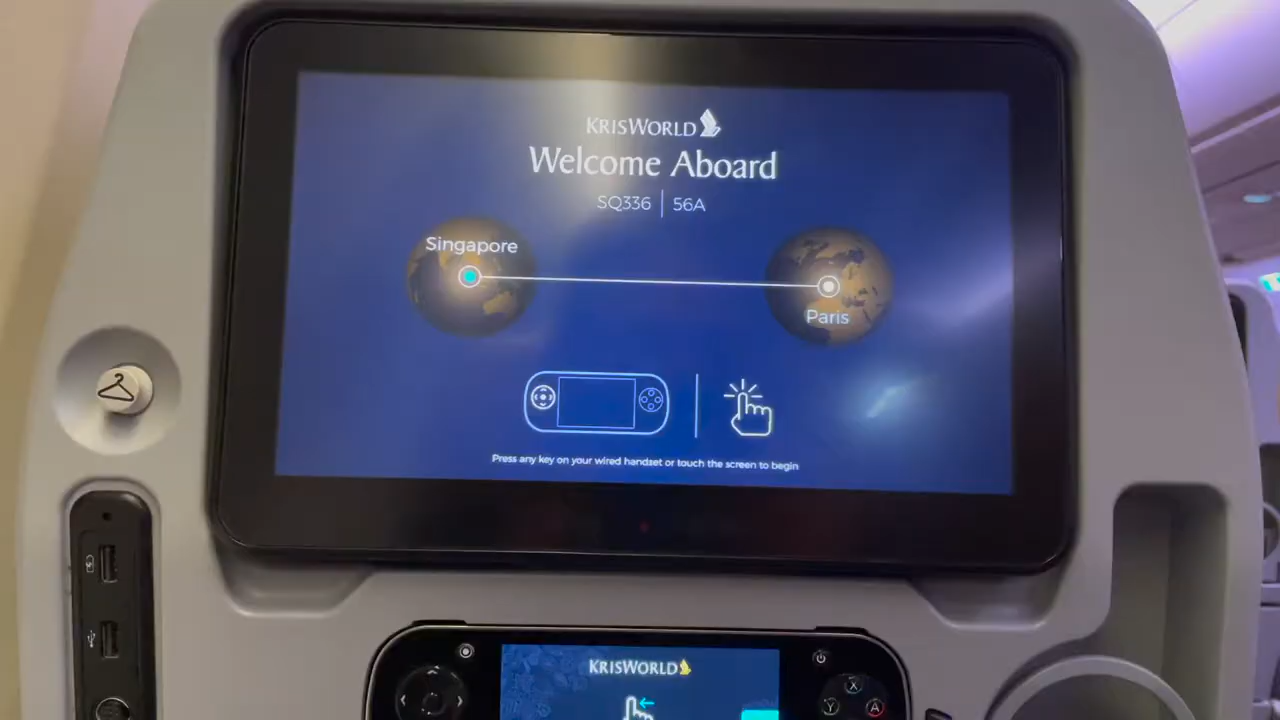 KRISWORLD
Welcome Aboard
SQ336 | 56A
Singapore
Paris
Press any key on your wired handset or touch the screen to begin
KRISWORLD
X
Y
A